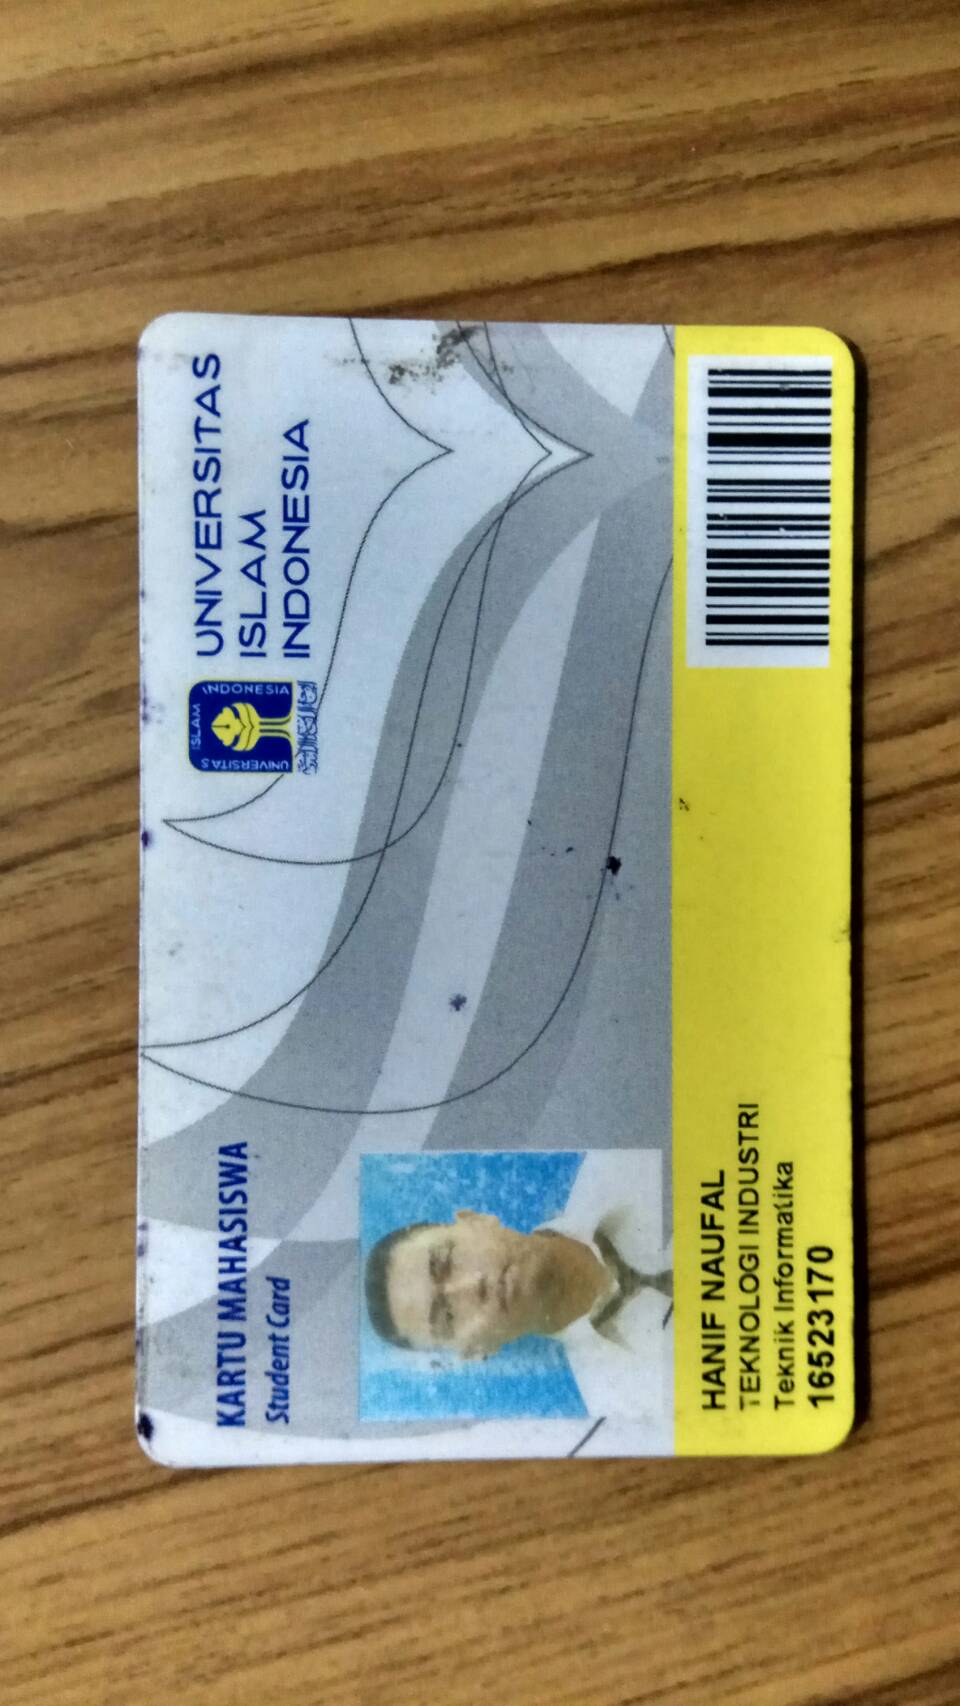 UNIVERSITAS
ISLAM
INDONESIA
ISLAM
UNIVERSITAS
INDONESIA
KARTU MAHASISWA
Student Card
HANIF NAUFAL
TEKNOLOGI INDUSTRI
Teknik Informatika
16523170